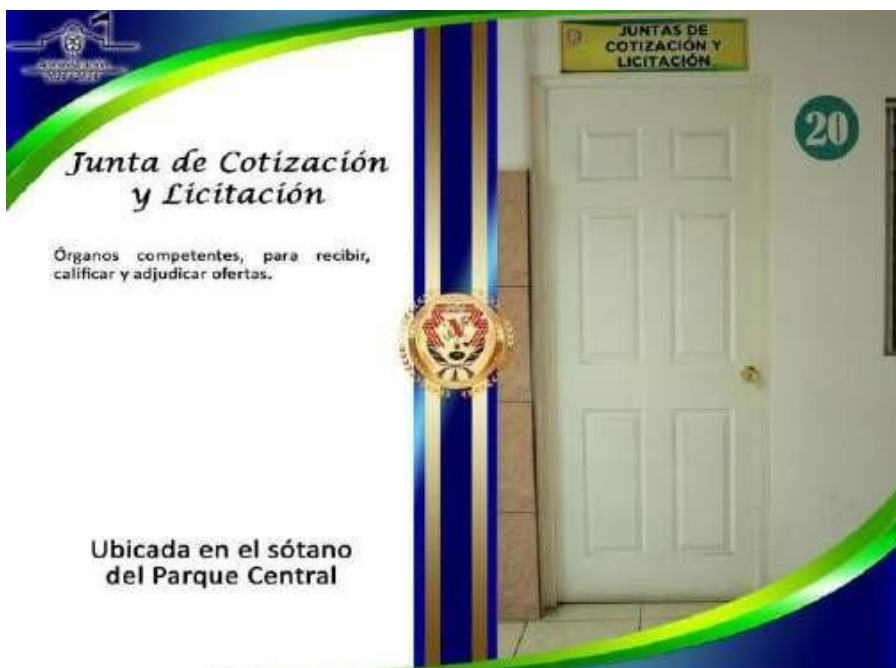 Junta de Cotización
y Licitación
Órganos competentes, para recibir,
calificar y adjudicar ofertas.
Ubicada en el sótano
del Parque Central
JUNTAS DE
COTIZACIÓN Y
LICITACIÓN
20